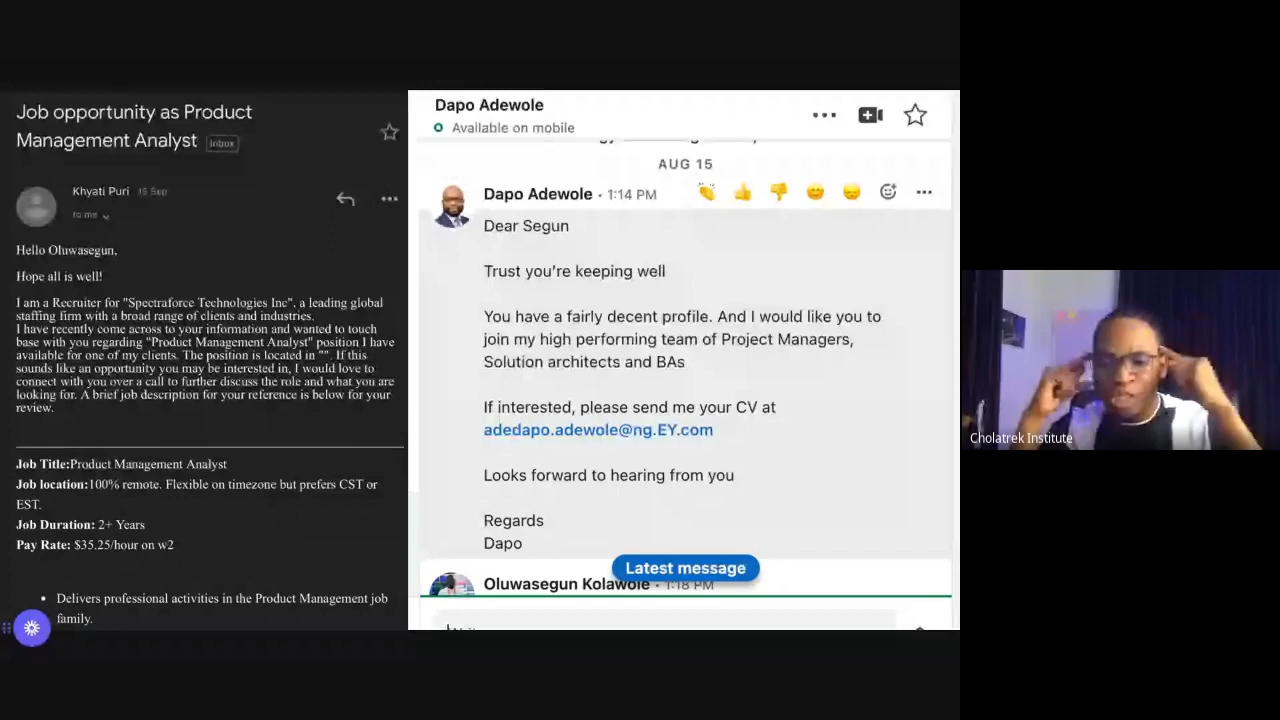 Job opportunity as Product
Management Analyst Inbox
Khyati Puri 15 Sep
to me
Hello Oluwasegun,
Hope all is well!
I am a Recruiter for "Spectraforce Technologies Inc", a leading global
staffing firm with a broad range of clients and industries.
I have recently come across to your information and wanted to touch
base with you regarding "Product Management Analyst" position I have
available for one of my clients. The position is located in "". If this
sounds like an opportunity you may be interested in, I would love to
connect with you over a call to further discuss the role and what you are
looking for. A brief job description for your reference is below for your
review.
Job Title:Product Management Analyst
Job location:100% remote. Flexible on timezone but prefers CST or
EST.
Job Duration: 2+ Years
Pay Rate: $35.25/hour on w2
• Delivers professional activities in the Product Management job
family.
Dapo Adewole
Available on mobile
AUG 15
Dapo Adewole • 1:14 PM
Dear Segun
Trust you're keeping well
You have a fairly decent profile. And I would like you to
join my high performing team of Project Managers,
Solution architects and BAs
If interested, please send me your CV at
adedapo.adewole@ng.EY.com
Looks forward to hearing from you
Regards
Dapo
Latest message
Oluwasegun Kolawole • 1:18 PM
Cholatrek Institute